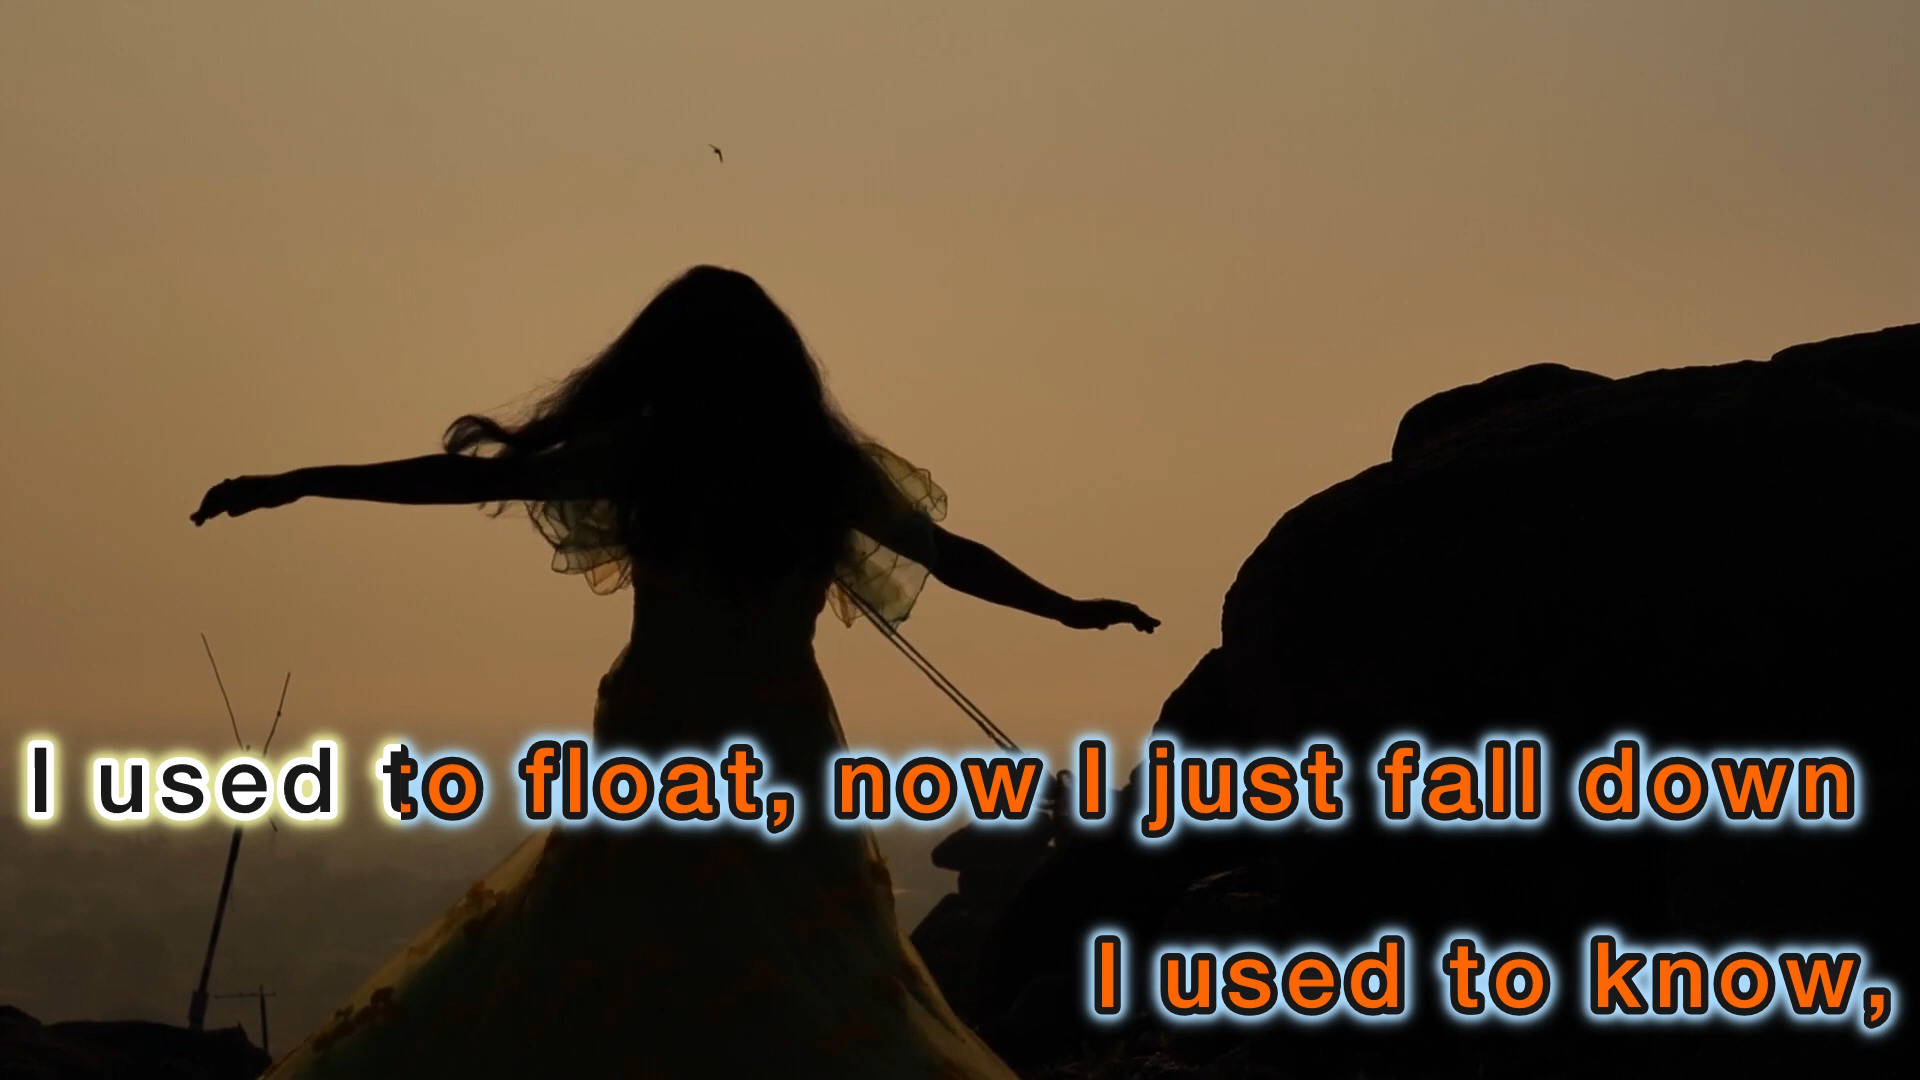 I used to float, now I just fall down
I used to know,